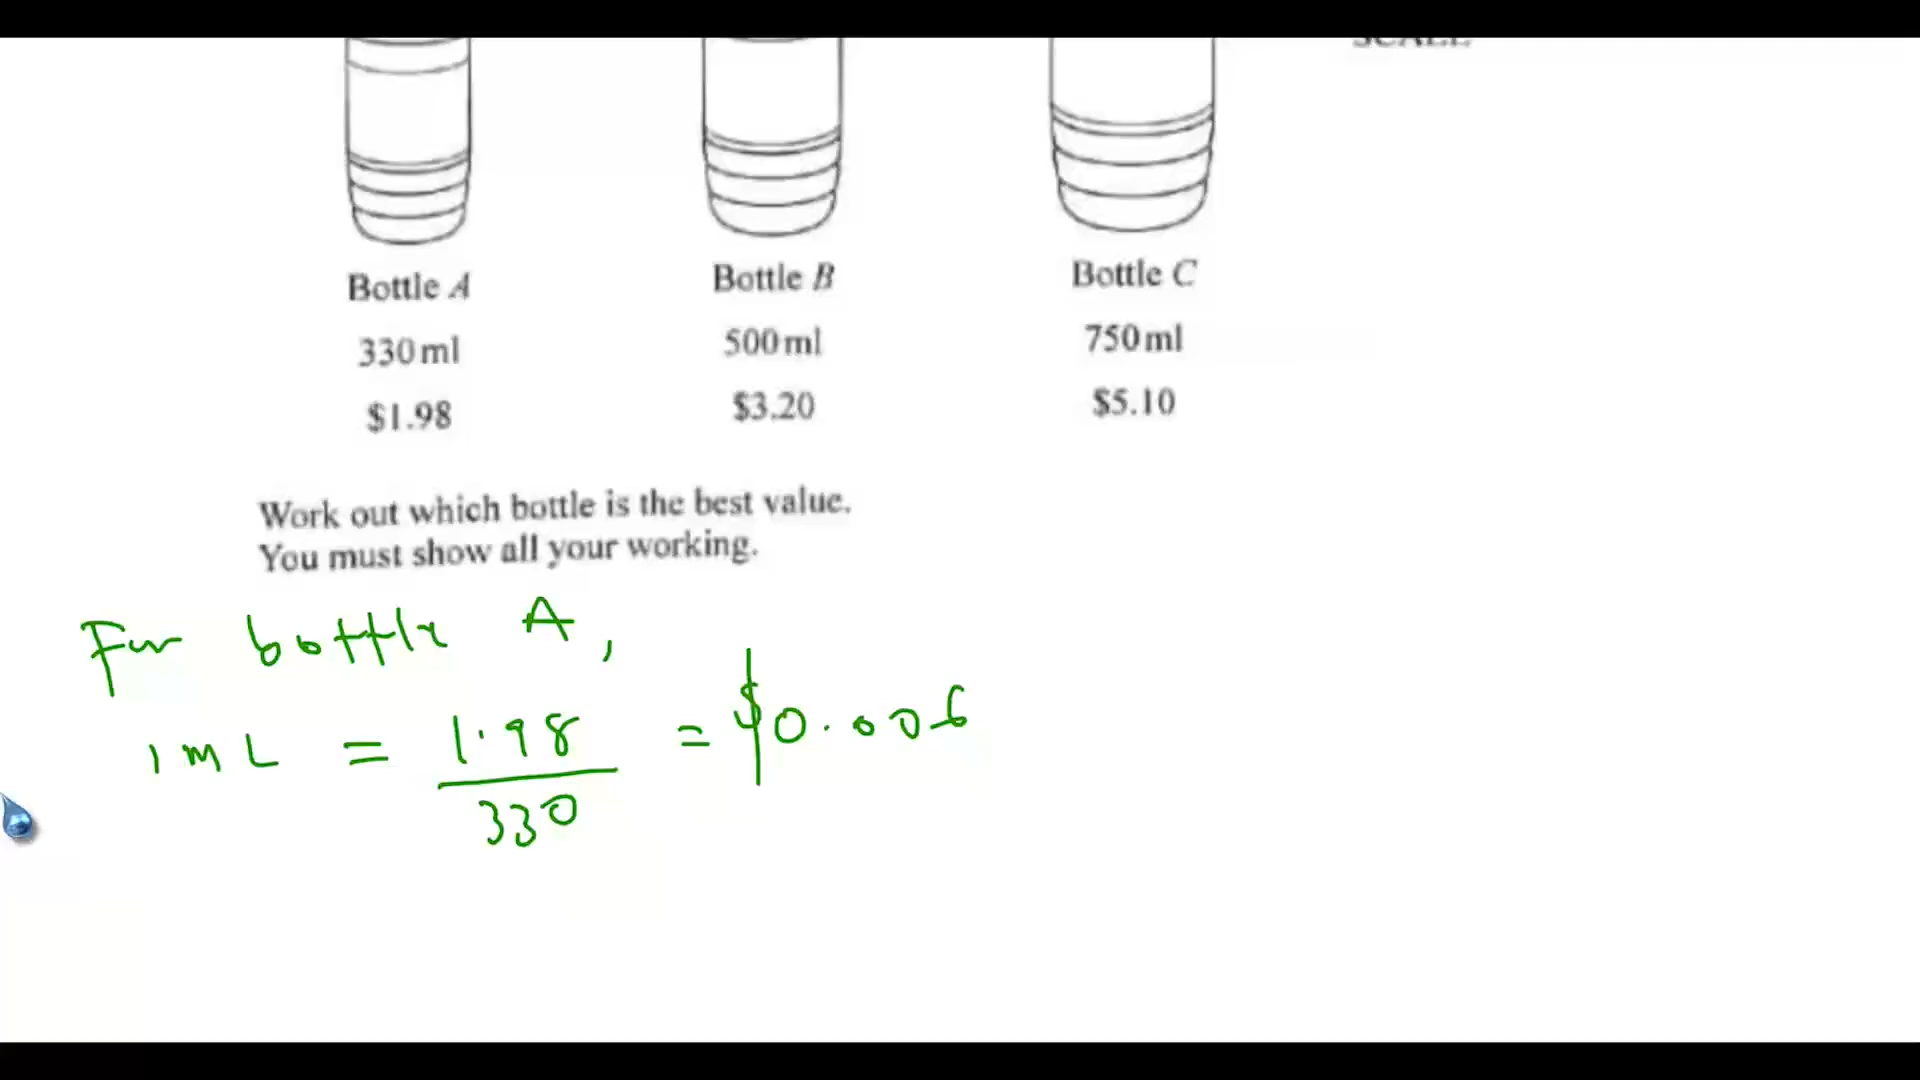 Bottle A Bottle B Bottle C
330 ml 500 ml 750 ml
$1.98 $3.20 $5.10
Work out which bottle is the best value.
You must show all your working.
For bottle A,
1 mL = 1.98 / 330 = $0.006